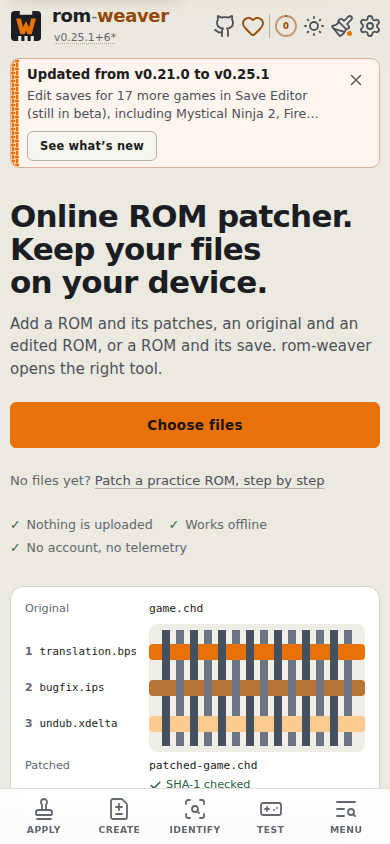 rom-weaver
v0.25.1+6*
0
Updated from v0.21.0 to v0.25.1
Edit saves for 17 more games in Save Editor
(still in beta), including Mystical Ninja 2, Fire…
See what's new
Online ROM patcher.
Keep your files
on your device.
Add a ROM and its patches, an original and an
edited ROM, or a ROM and its save. rom-weaver
opens the right tool.
Choose files
No files yet? Patch a practice ROM, step by step
✓ Nothing is uploaded ✓ Works offline
✓ No account, no telemetry
Original game.chd
1 translation.bps
2 bugfix.ips
3 undub.xdelta
Patched patched-game.chd
✓ SHA-1 checked
APPLY CREATE IDENTIFY TEST MENU